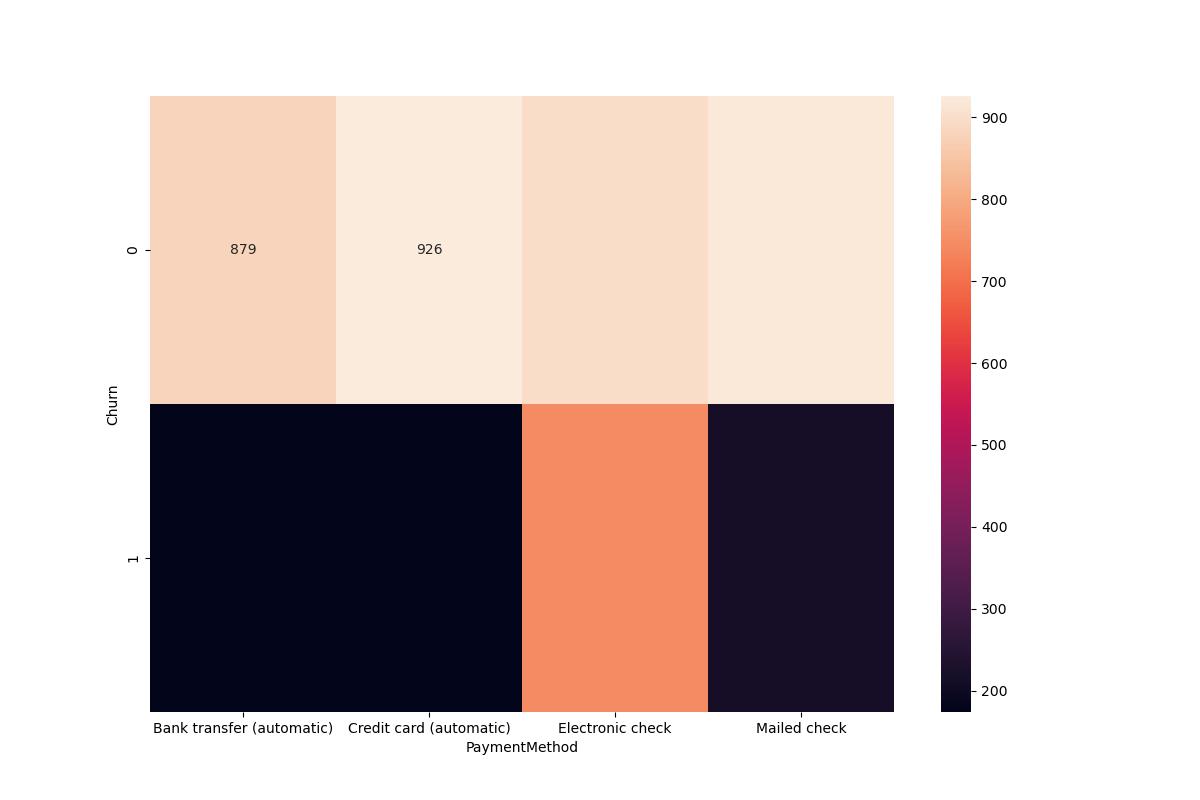 900
800
700
600
500
400
300
200
0
1
Churn
879
926
Bank transfer (automatic)
Credit card (automatic)
Electronic check
Mailed check
PaymentMethod